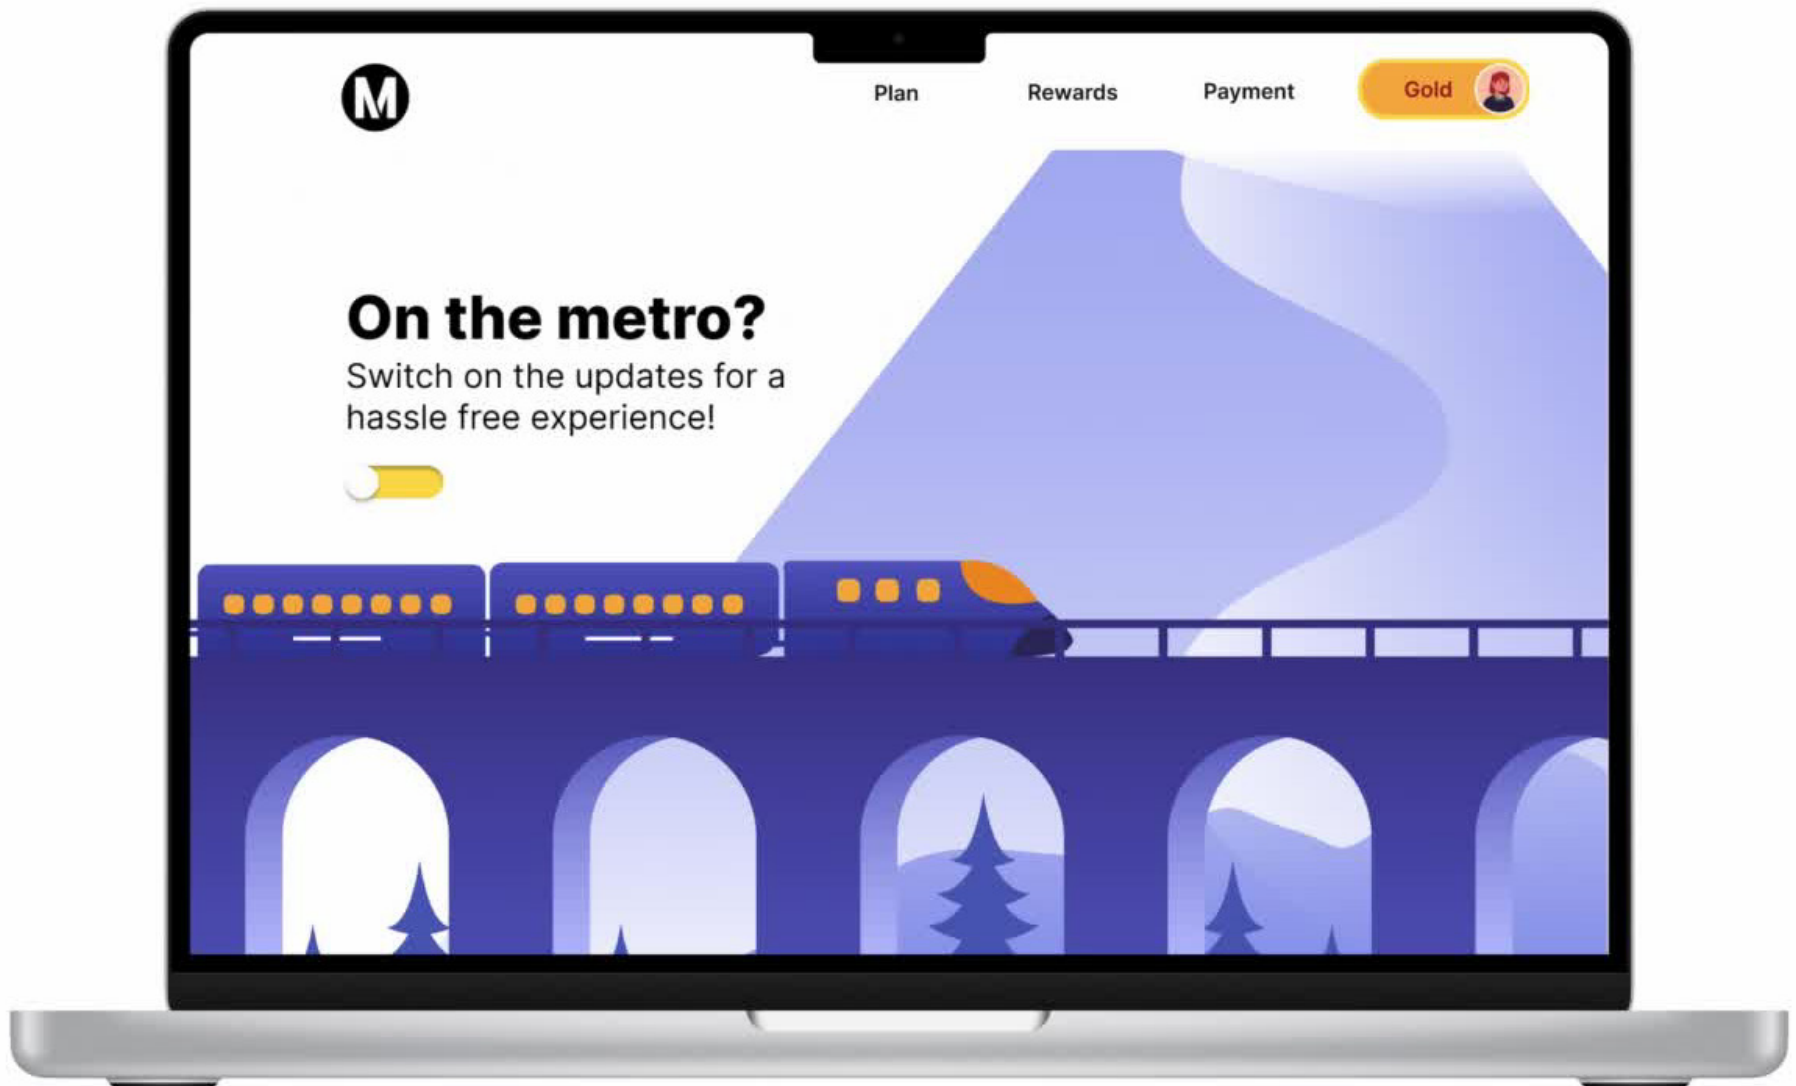 M
Plan
Rewards
Payment
Gold
On the metro?
Switch on the updates for a
hassle free experience!